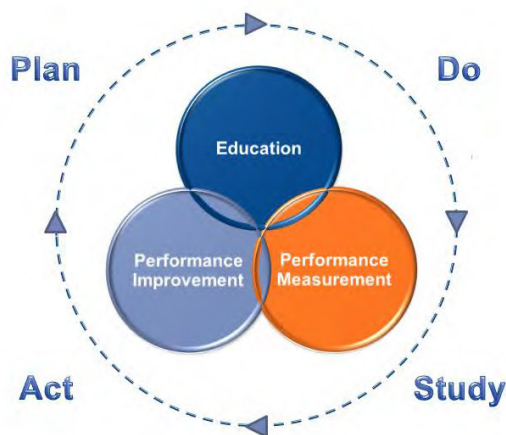 Plan
Do
Education
Performance
Improvement
Performance
Measurement
Act
Study